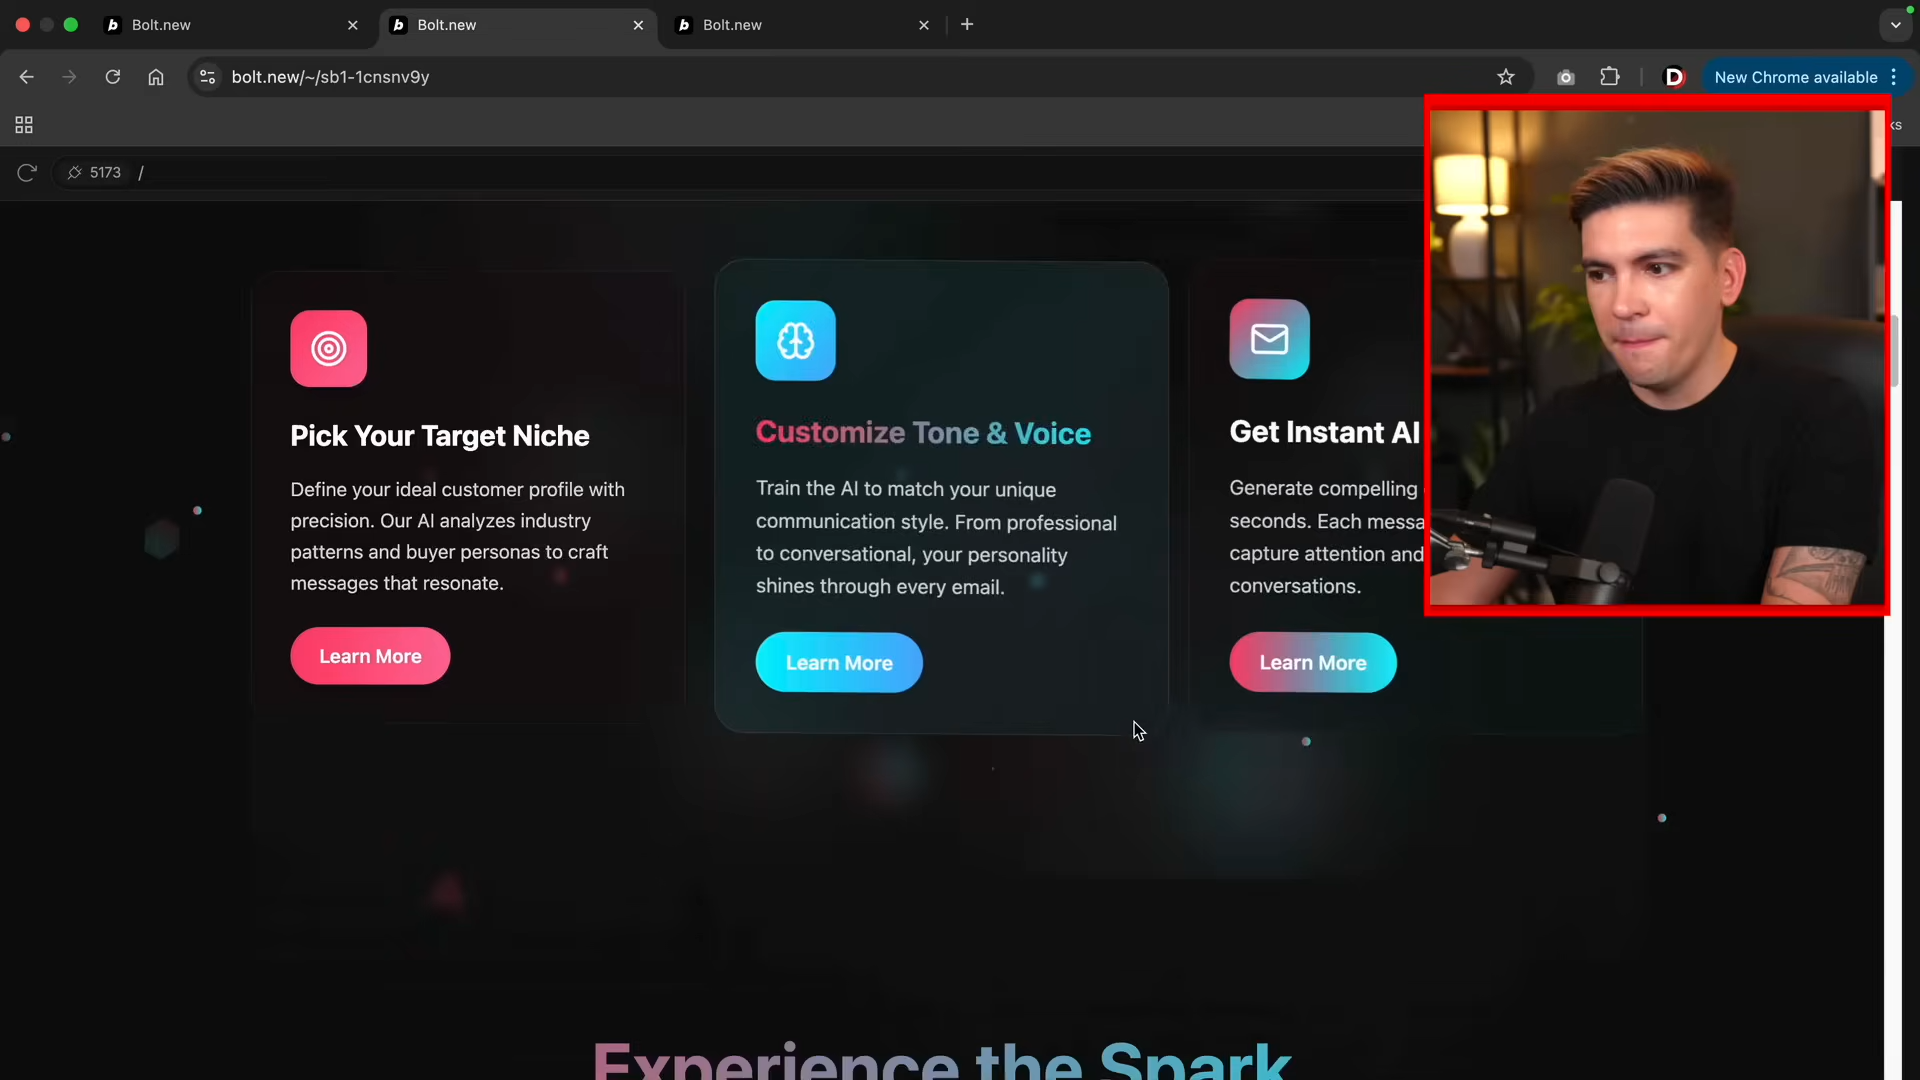 Bolt.new
Bolt.new
Bolt.new
bolt.new/~/sb1-1cnsnv9y
New Chrome available
ks
5173 /
Pick Your Target Niche
Define your ideal customer profile with
precision. Our AI analyzes industry
patterns and buyer personas to craft
messages that resonate.
Learn More
Customize Tone & Voice
Train the AI to match your unique
communication style. From professional
to conversational, your personality
shines through every email.
Learn More
Get Instant AI
Generate compelling
seconds. Each messa
capture attention and
conversations.
Learn More
Experience the Spark